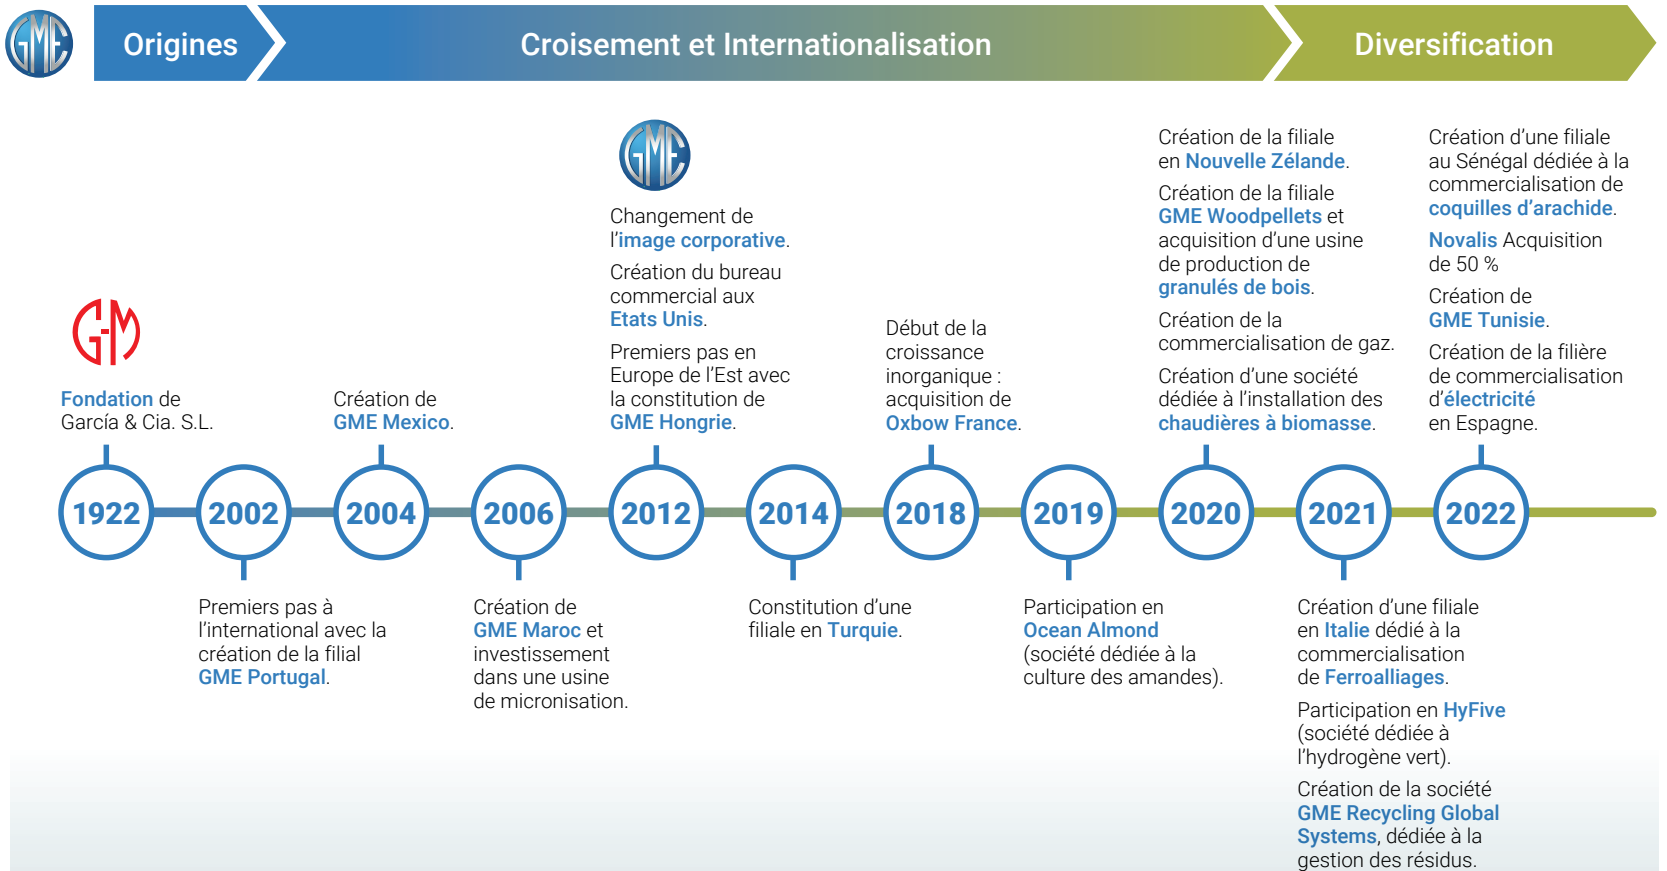 GME
Origines
Croisement et Internationalisation
Diversification
G-M
Fondation de
García & Cia. S.L.
1922
2002
Premiers pas à
l'international avec la
création de la filial
GME Portugal.
Création de
GME Mexico.
2004
2006
Création de
GME Maroc et
investissement
dans une usine
de micronisation.
GME
Changement de
l'image corporative.
Création du bureau
commercial aux
Etats Unis.
Premiers pas en
Europe de l'Est avec
la constitution de
GME Hongrie.
2012
2014
Constitution d'une
filiale en Turquie.
Début de la
croissance
inorganique :
acquisition de
Oxbow France.
2018
2019
Participation en
Ocean Almond
(société dédiée à la
culture des amandes).
Création de la filiale
en Nouvelle Zélande.
Création de la filiale
GME Woodpellets et
acquisition d'une usine
de production de
granulés de bois.
Création de la
commercialisation de gaz.
Création d'une société
dédiée à l'installation des
chaudières à biomasse.
2020
2021
Création d'une filiale
en Italie dédié à la
commercialisation
de Ferroalliages.
Participation en HyFive
(société dédiée à
l'hydrogène vert).
Création de la société
GME Recycling Global
Systems, dédiée à la
gestion des résidus.
Création d'une filiale
au Sénégal dédiée à la
commercialisation de
coquilles d'arachide.
Novalis Acquisition
de 50 %
Création de
GME Tunisie.
Création de la filière
de commercialisation
d'électricité
en Espagne.
2022